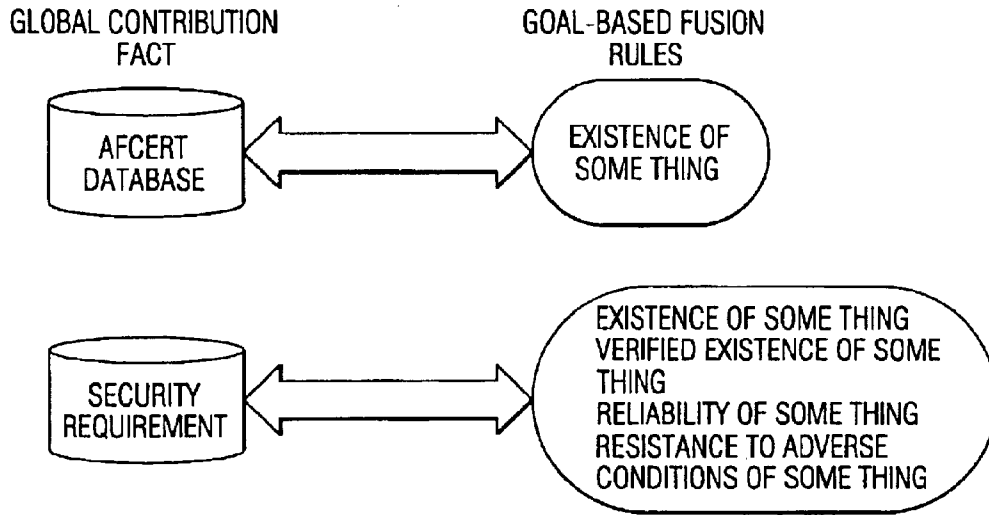 GLOBAL CONTRIBUTION
FACT
GOAL-BASED FUSION
RULES
AFCERT
DATABASE
EXISTENCE OF
SOME THING
SECURITY
REQUIREMENT
EXISTENCE OF SOME THING
VERIFIED EXISTENCE OF SOME
THING
RELIABILITY OF SOME THING
RESISTANCE TO ADVERSE
CONDITIONS OF SOME THING